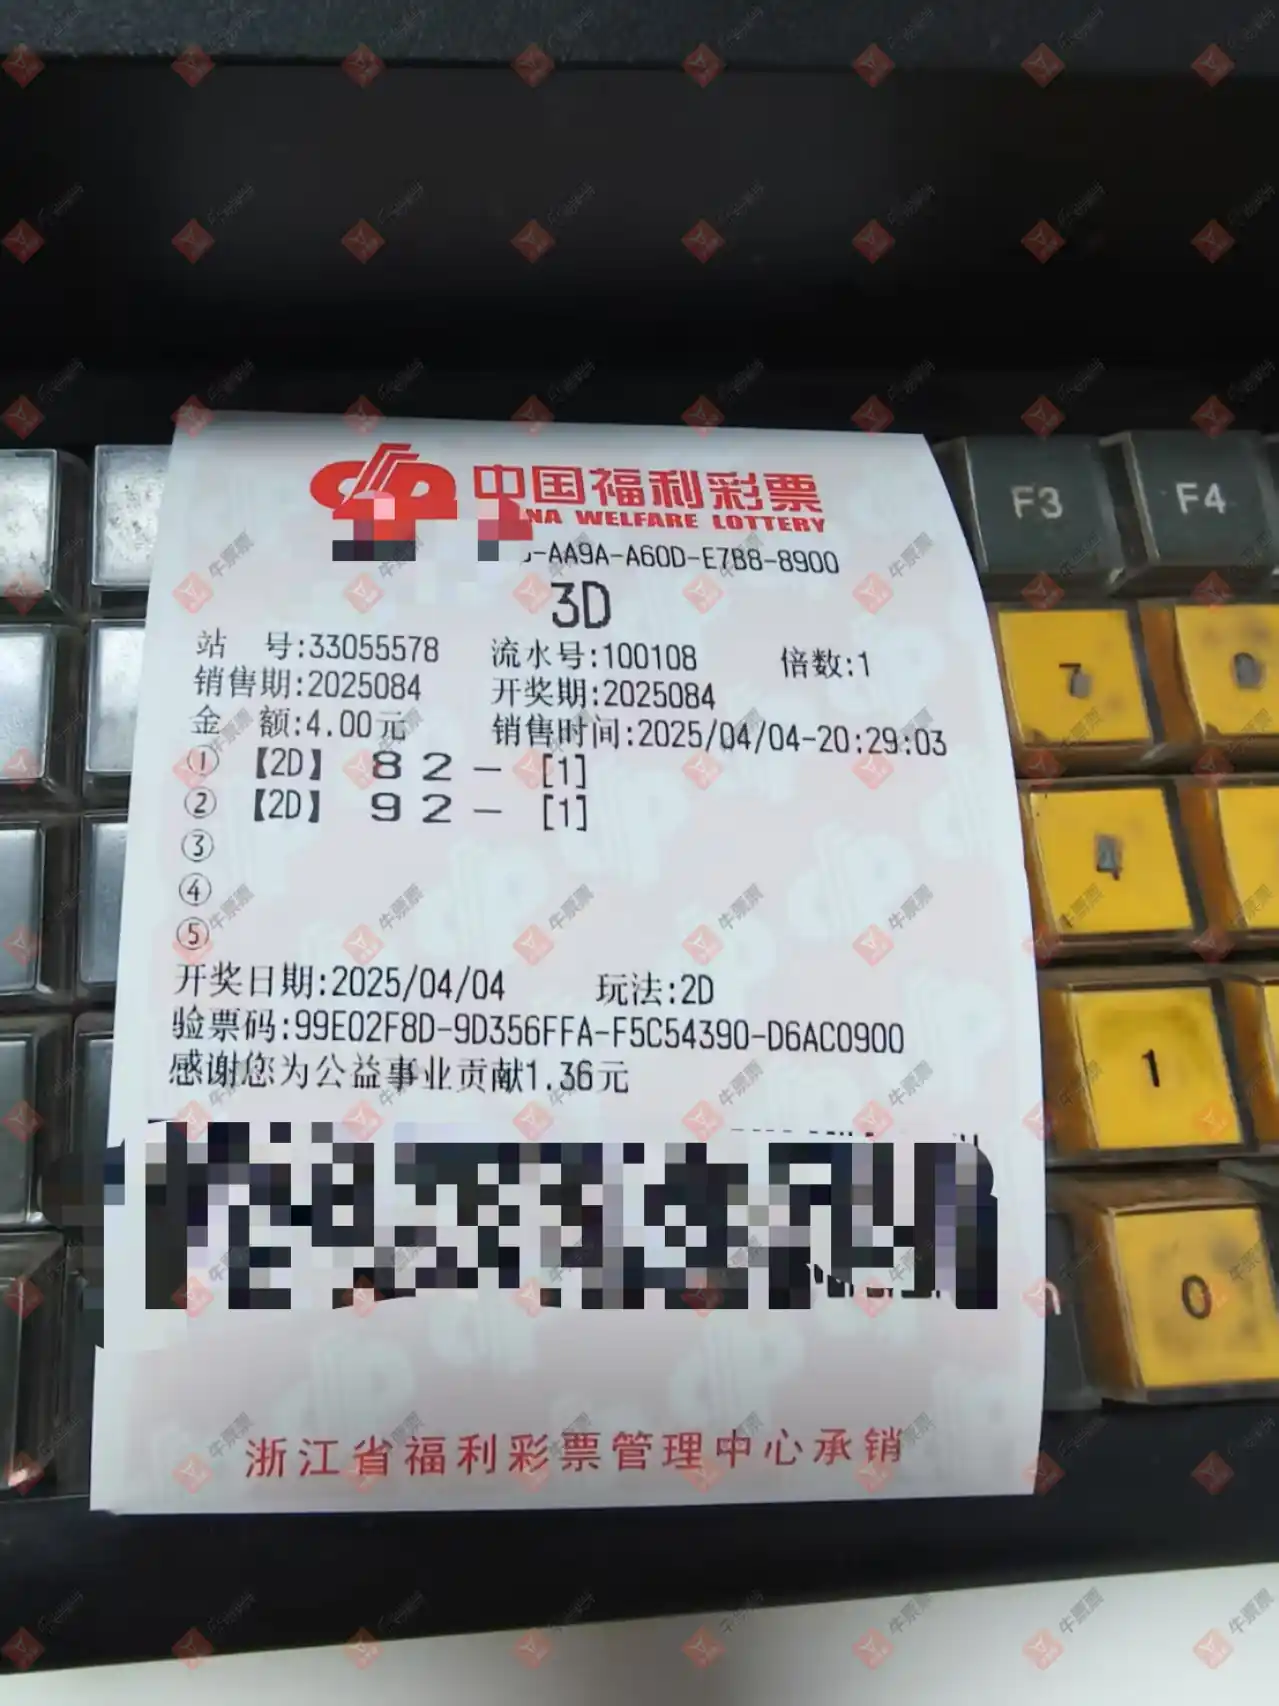 中国福利彩票
NA WELFARE LOTTERY
-AA9A-A60D-E7B8-8900
3D
站 号:33055578 流水号:100108 倍数:1
销售期:2025084 开奖期:2025084
金 额:4.00元 销售时间:2025/04/04-20:29:03
① 【2D】 8 2 - [1]
② 【2D】 9 2 - [1]
③
④
⑤
开奖日期:2025/04/04 玩法:2D
验票码:99E02F8D-9D356FFA-F5C54390-D6AC0900
感谢您为公益事业贡献1.36元
浙江省福利彩票管理中心承销
F3 F4
7
4
1
0
牛票票